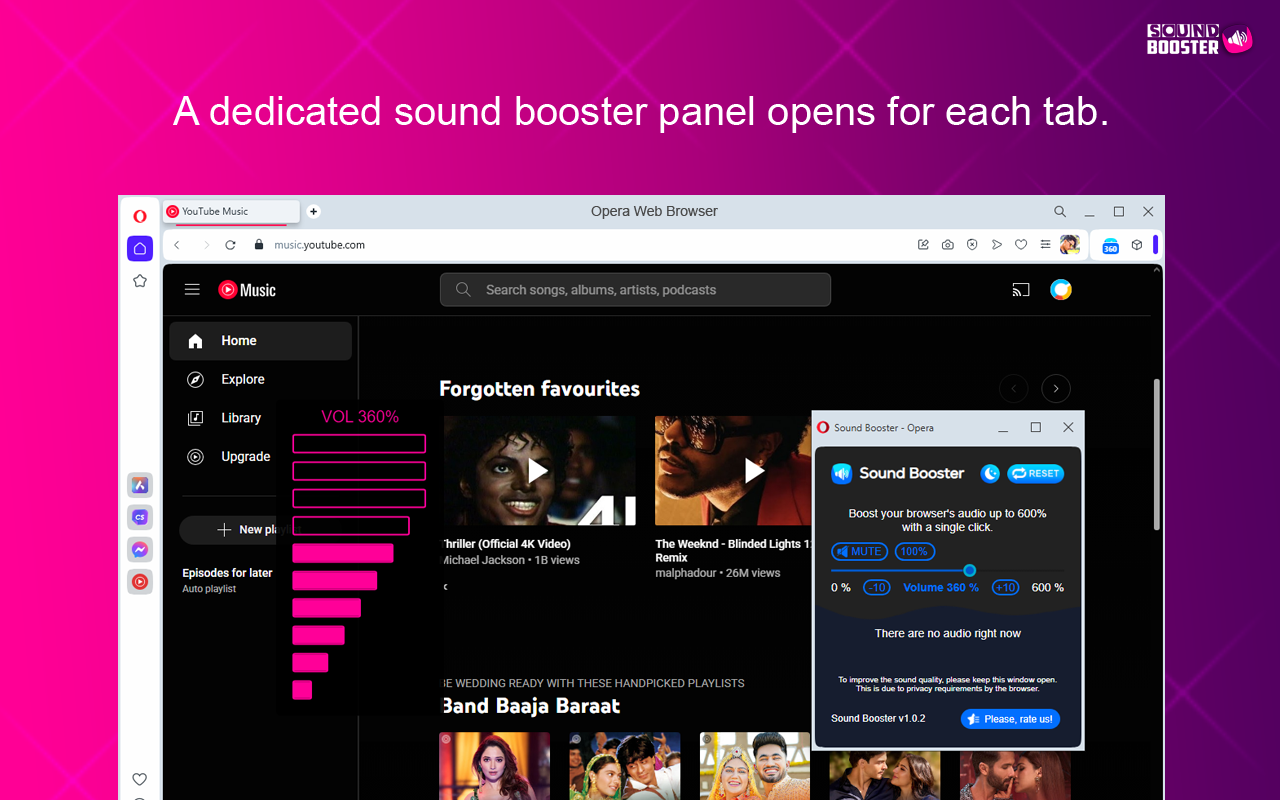 SOUND
BOOSTER
A dedicated sound booster panel opens for each tab.
YouTube Music
Opera Web Browser
music.youtube.com
360
Music
Search songs, albums, artists, podcasts
Home
Explore
Library
Upgrade
New playlist
Episodes for later
Auto playlist
VOL 360%
Forgotten favourites
4K
Thriller (Official 4K Video)
Michael Jackson • 1B views
The Weeknd - Blinded Lights
Remix
malphadour • 26M views
BE WEDDING READY WITH THESE HANDPICKED PLAYLISTS
Band Baaja Baraat
CS
Sound Booster - Opera
Sound Booster
RESET
Boost your browser's audio up to 600%
with a single click.
MUTE
100%
0 %
-10
Volume 360 %
+10
600 %
There are no audio right now
To improve the sound quality, please keep this window open.
This is due to privacy requirements by the browser.
Sound Booster v1.0.2
Please, rate us!